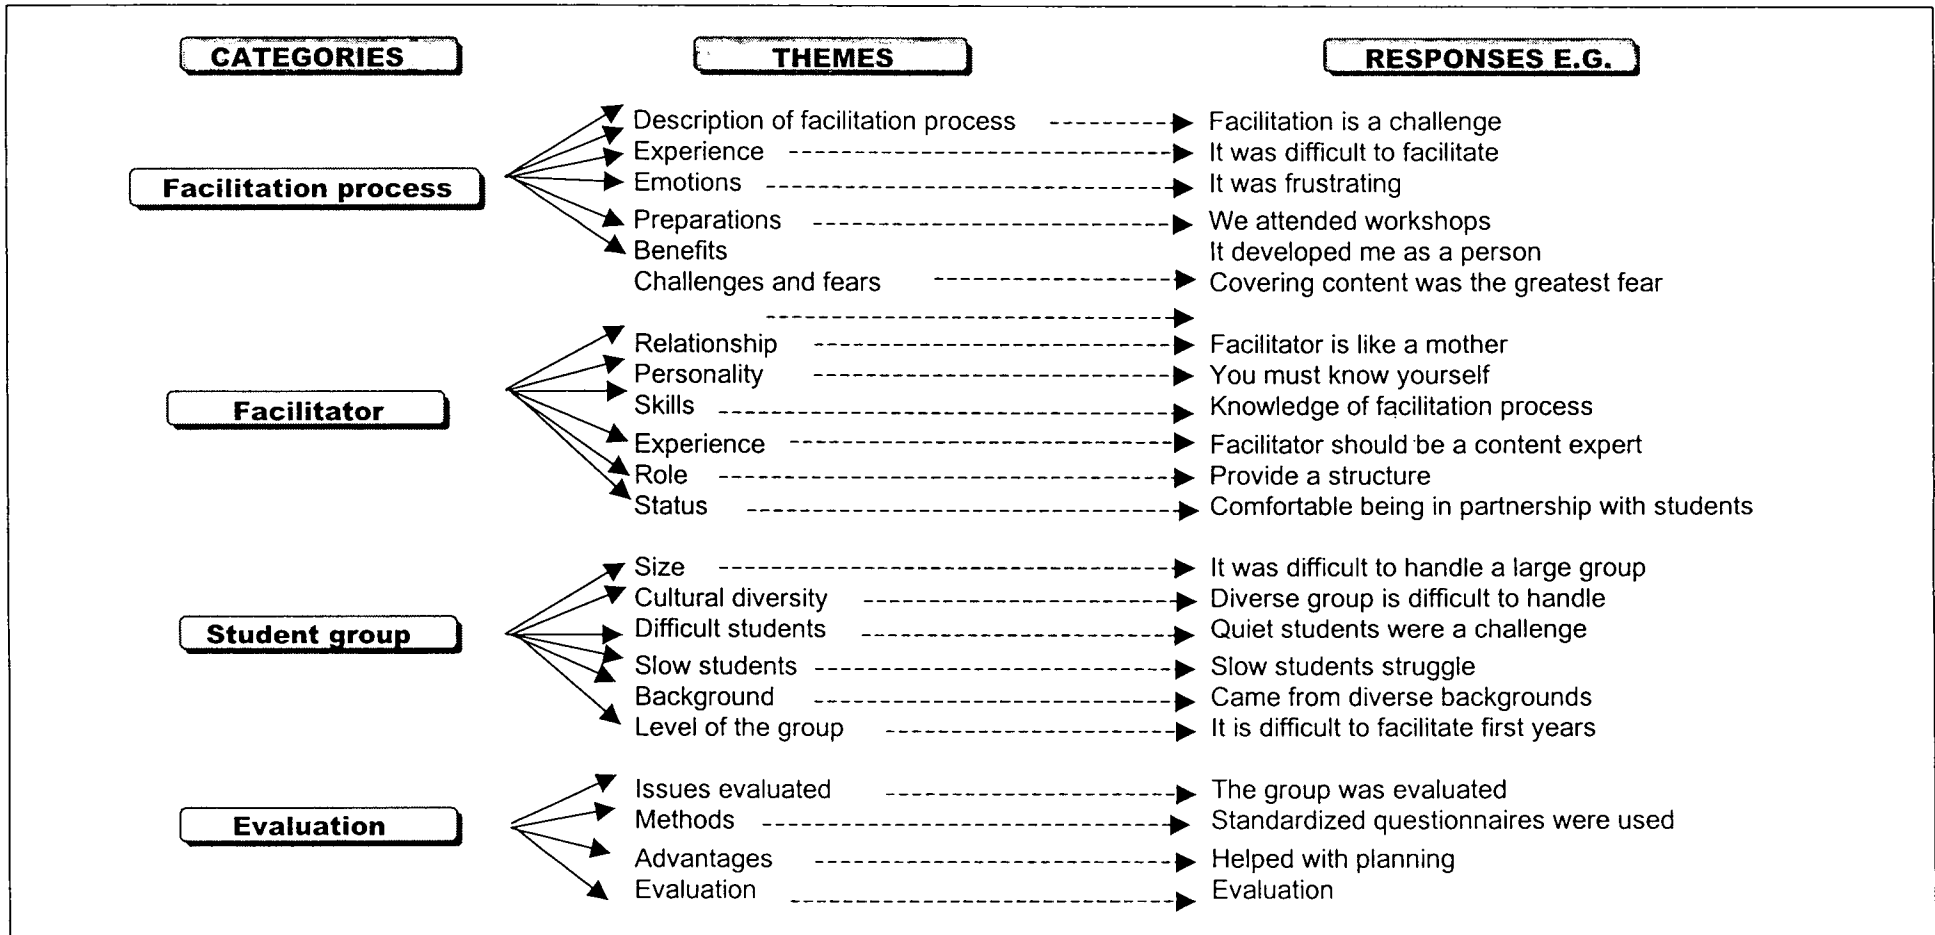 CATEGORIES THEMES RESPONSES E.G.
Facilitation process
Description of facilitation process Facilitation is a challenge
Experience It was difficult to facilitate
Emotions It was frustrating
Preparations We attended workshops
Benefits It developed me as a person
Challenges and fears Covering content was the greatest fear
Facilitator
Relationship Facilitator is like a mother
Personality You must know yourself
Skills Knowledge of facilitation process
Experience Facilitator should be a content expert
Role Provide a structure
Status Comfortable being in partnership with students
Student group
Size It was difficult to handle a large group
Cultural diversity Diverse group is difficult to handle
Difficult students Quiet students were a challenge
Slow students Slow students struggle
Background Came from diverse backgrounds
Level of the group It is difficult to facilitate first years
Evaluation
Issues evaluated The group was evaluated
Methods Standardized questionnaires were used
Advantages Helped with planning
Evaluation Evaluation